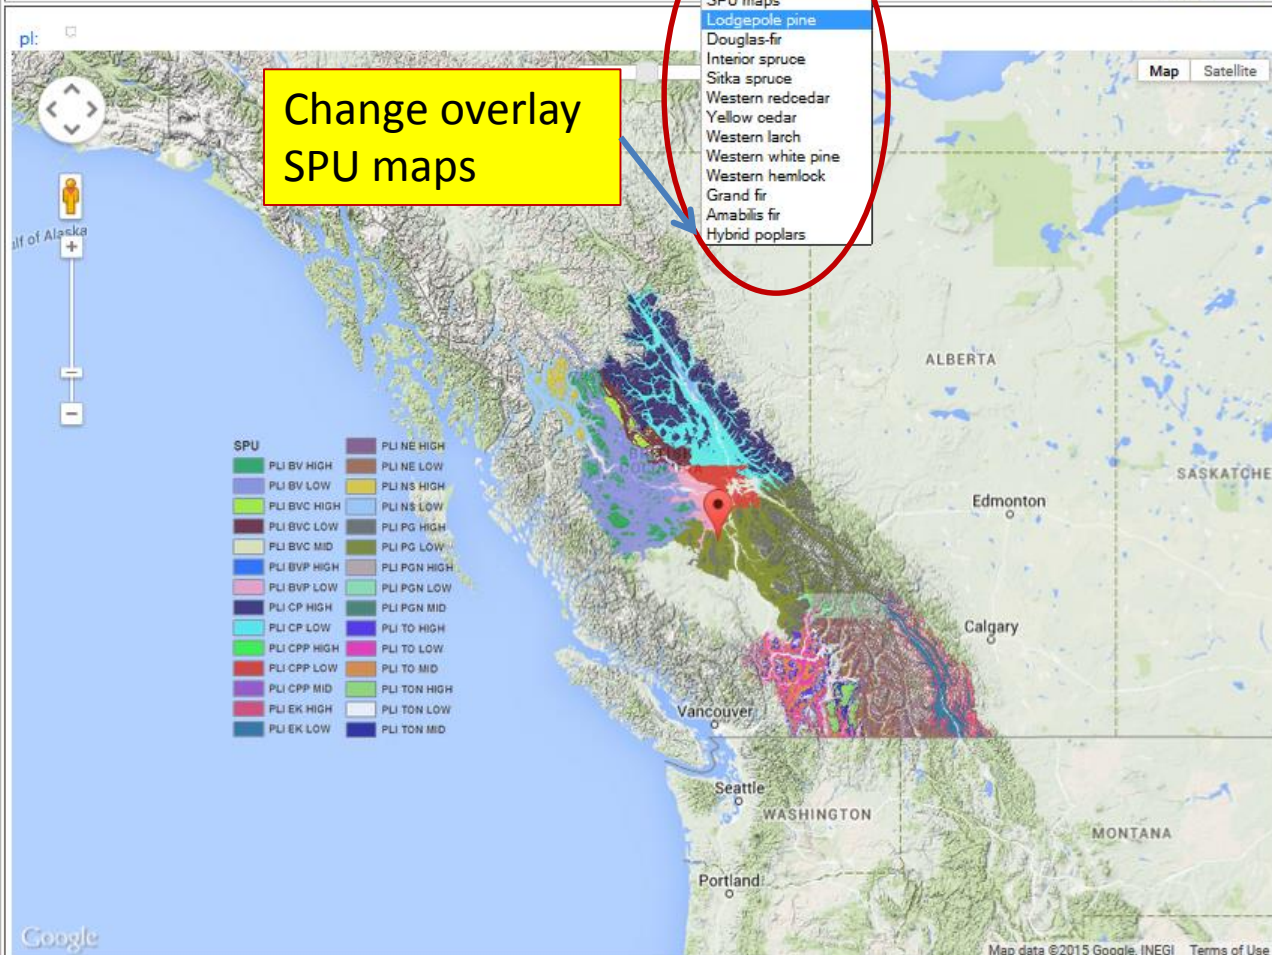 SPU maps
Lodgepole pine
Douglas-fir
Interior spruce
Sitka spruce
Western redcedar
Yellow cedar
Western larch
Western white pine
Western hemlock
Grand fir
Amabilis fir
Hybrid poplars
pl:
Change overlay
SPU maps
Map Satellite
lf of Alaska
ALBERTA
BRITISH
COLUMBIA
SASKATCHE
Edmonton
Calgary
Vancouver
Seattle
WASHINGTON
MONTANA
Portland
SPU
PLI BV HIGH
PLI BV LOW
PLI BVC HIGH
PLI BVC LOW
PLI BVC MID
PLI BVP HIGH
PLI BVP LOW
PLI CP HIGH
PLI CP LOW
PLI CPP HIGH
PLI CPP LOW
PLI CPP MID
PLI EK HIGH
PLI EK LOW
PLI NE HIGH
PLI NE LOW
PLI NS HIGH
PLI NS LOW
PLI PG HIGH
PLI PG LOW
PLI PGN HIGH
PLI PGN LOW
PLI PGN MID
PLI TO HIGH
PLI TO LOW
PLI TO MID
PLI TON HIGH
PLI TON LOW
PLI TON MID
Google
Map data ©2015 Google, INEGI Terms of Use